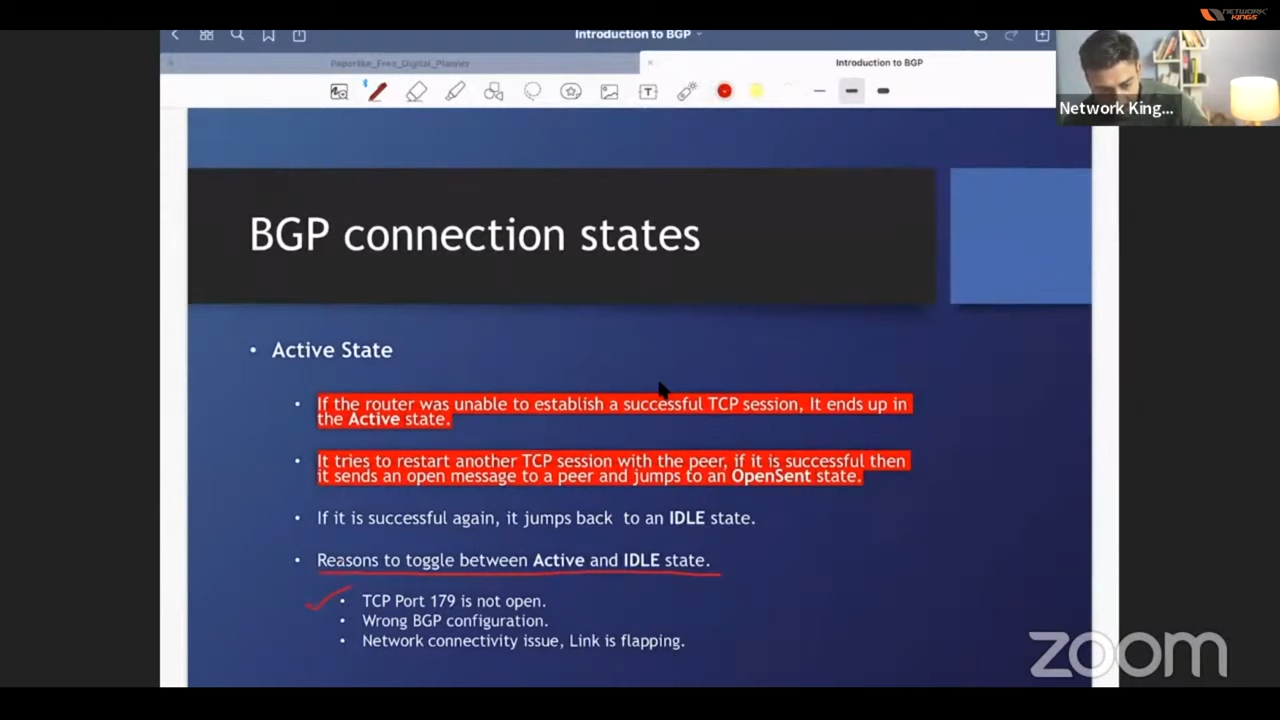 NETWORK
KINGS
Introduction to BGP
Paperlike_Free_Digital_Planner
Introduction to BGP
Network King...
BGP connection states
• Active State
• If the router was unable to establish a successful TCP session, It ends up in
the Active state.
• It tries to restart another TCP session with the peer, if it is successful then
it sends an open message to a peer and jumps to an OpenSent state.
• If it is successful again, it jumps back to an IDLE state.
• Reasons to toggle between Active and IDLE state.
• TCP Port 179 is not open.
• Wrong BGP configuration.
• Network connectivity issue, Link is flapping.
zoom